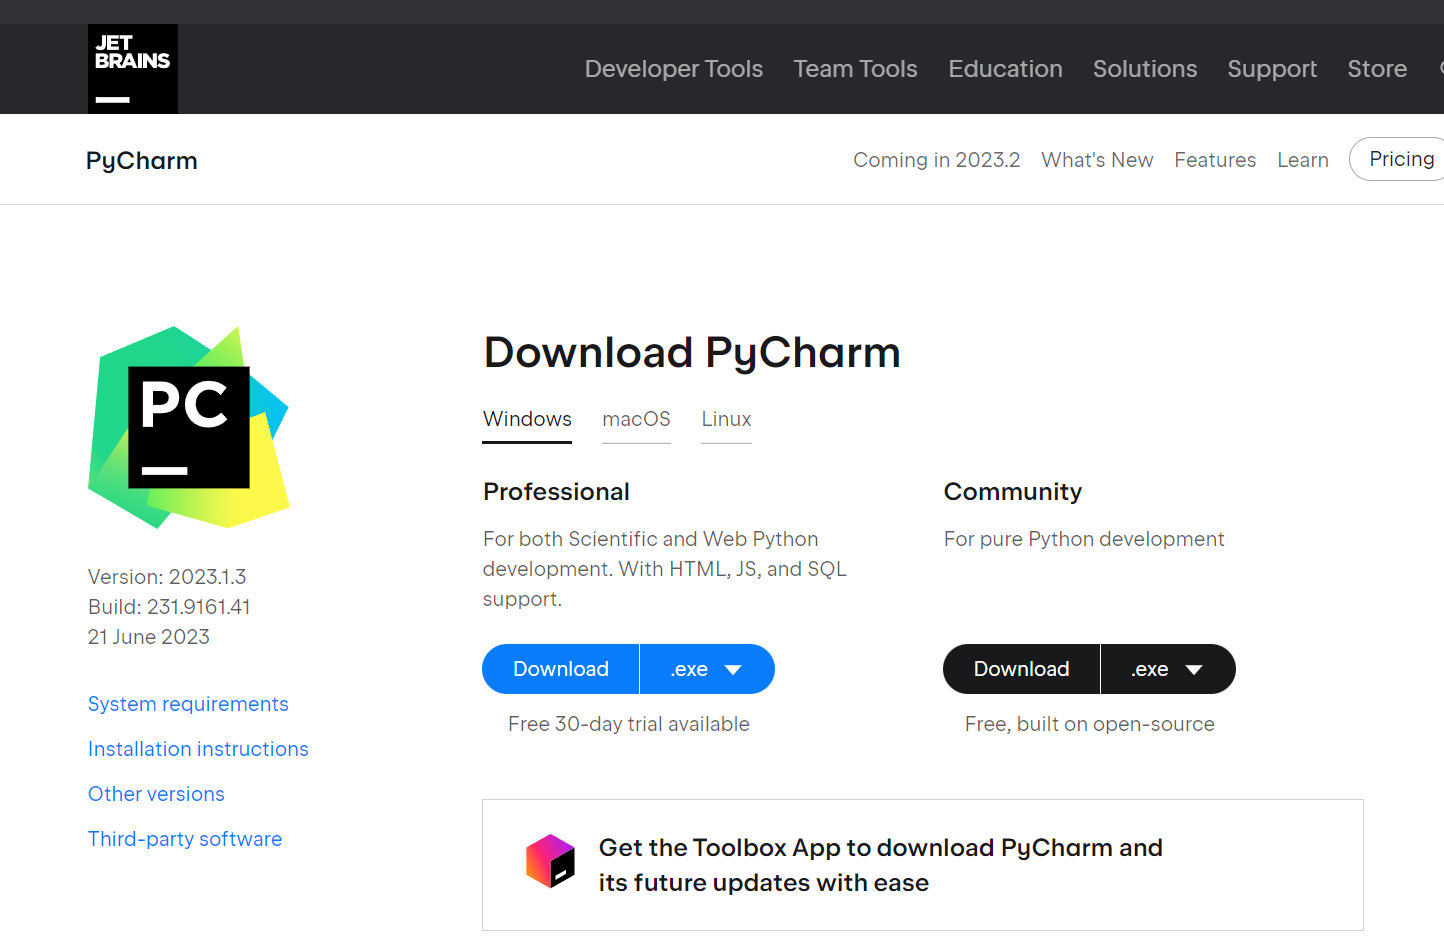 JET
BRAINS
Developer Tools Team Tools Education Solutions Support Store
PyCharm
Coming in 2023.2 What's New Features Learn Pricing
PC
Version: 2023.1.3
Build: 231.9161.41
21 June 2023
System requirements
Installation instructions
Other versions
Third-party software
Download PyCharm
Windows macOS Linux
Professional
For both Scientific and Web Python
development. With HTML, JS, and SQL
support.
Download .exe
Free 30-day trial available
Community
For pure Python development
Download .exe
Free, built on open-source
Get the Toolbox App to download PyCharm and
its future updates with ease